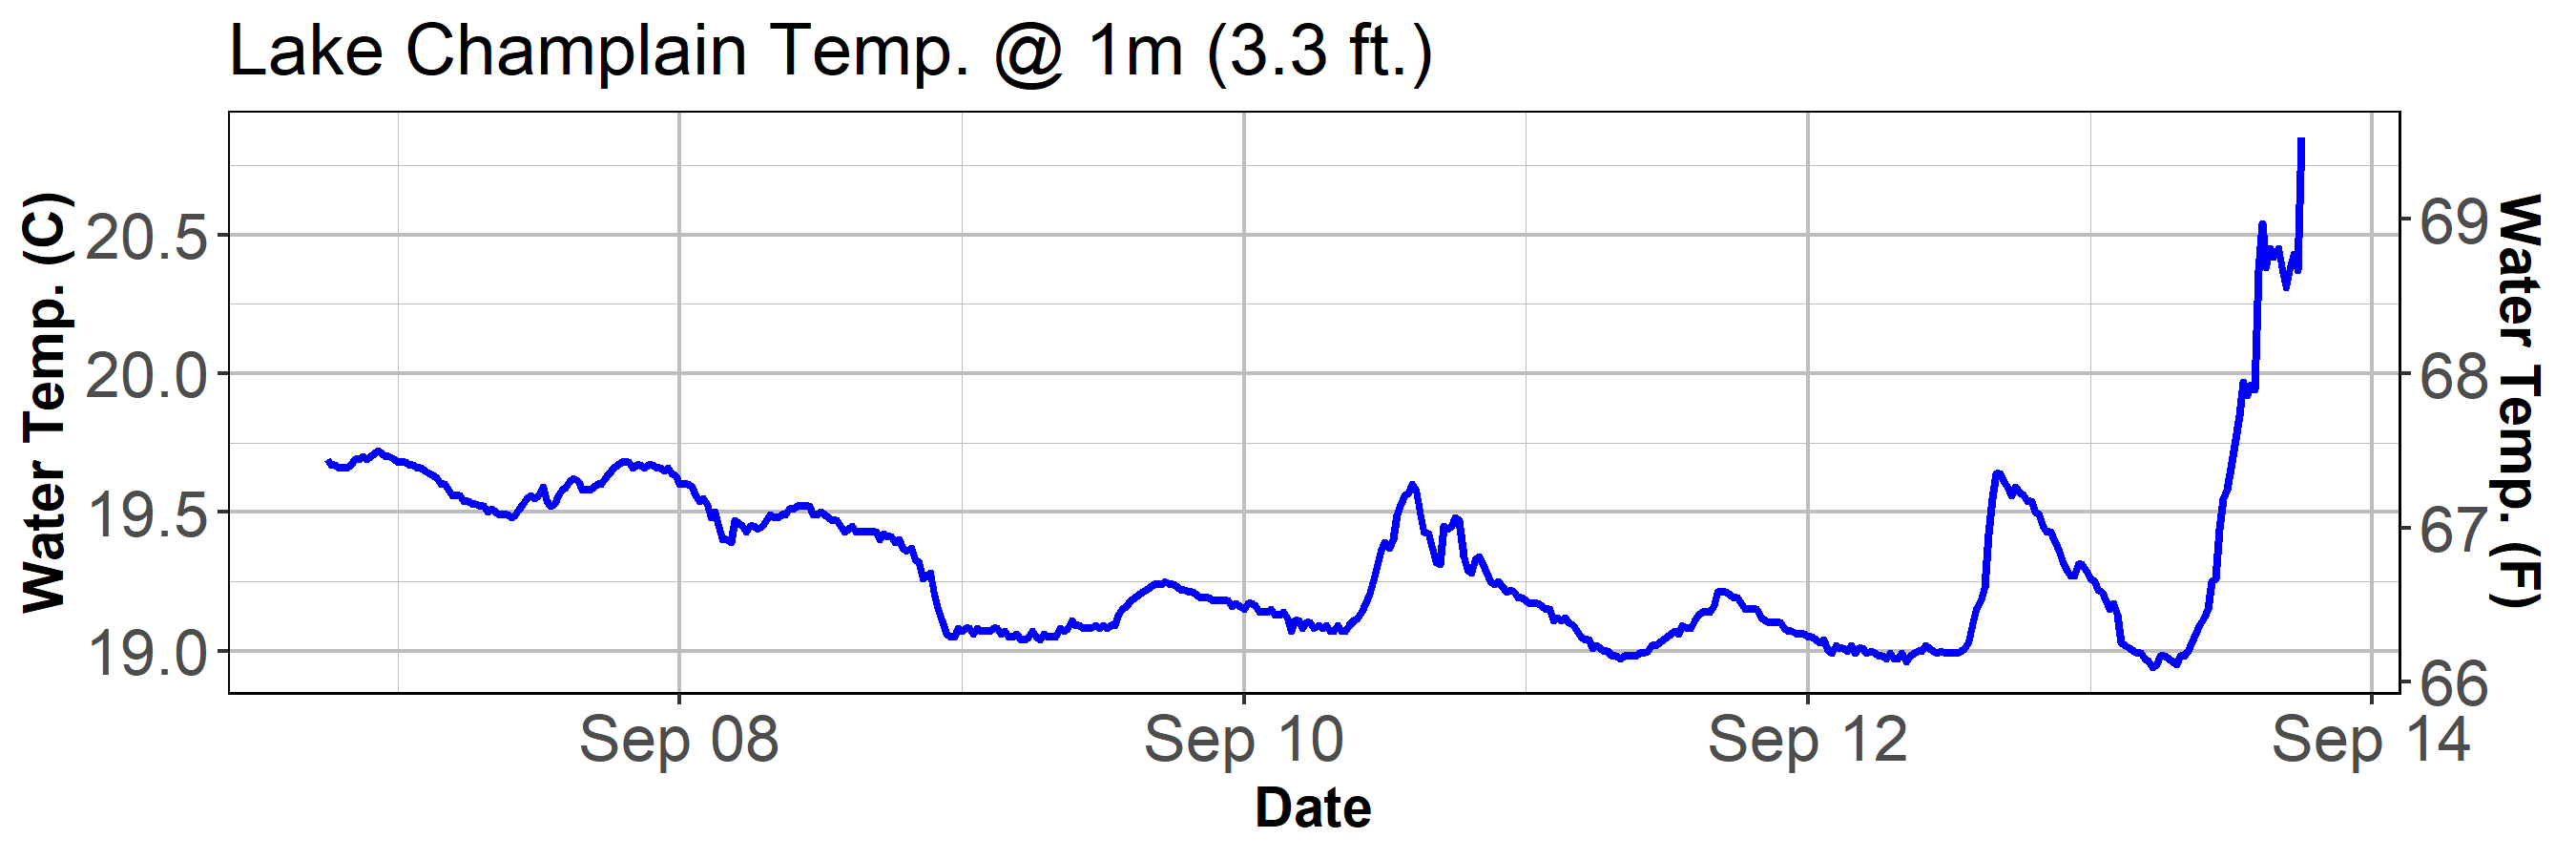 Lake Champlain Temp. @ 1m (3.3 ft.)
Water Temp. (C)
20.5
20.0
19.5
19.0
69
68
67
66
Water Temp. (F)
Sep 08
Sep 10
Sep 12
Sep 14
Date